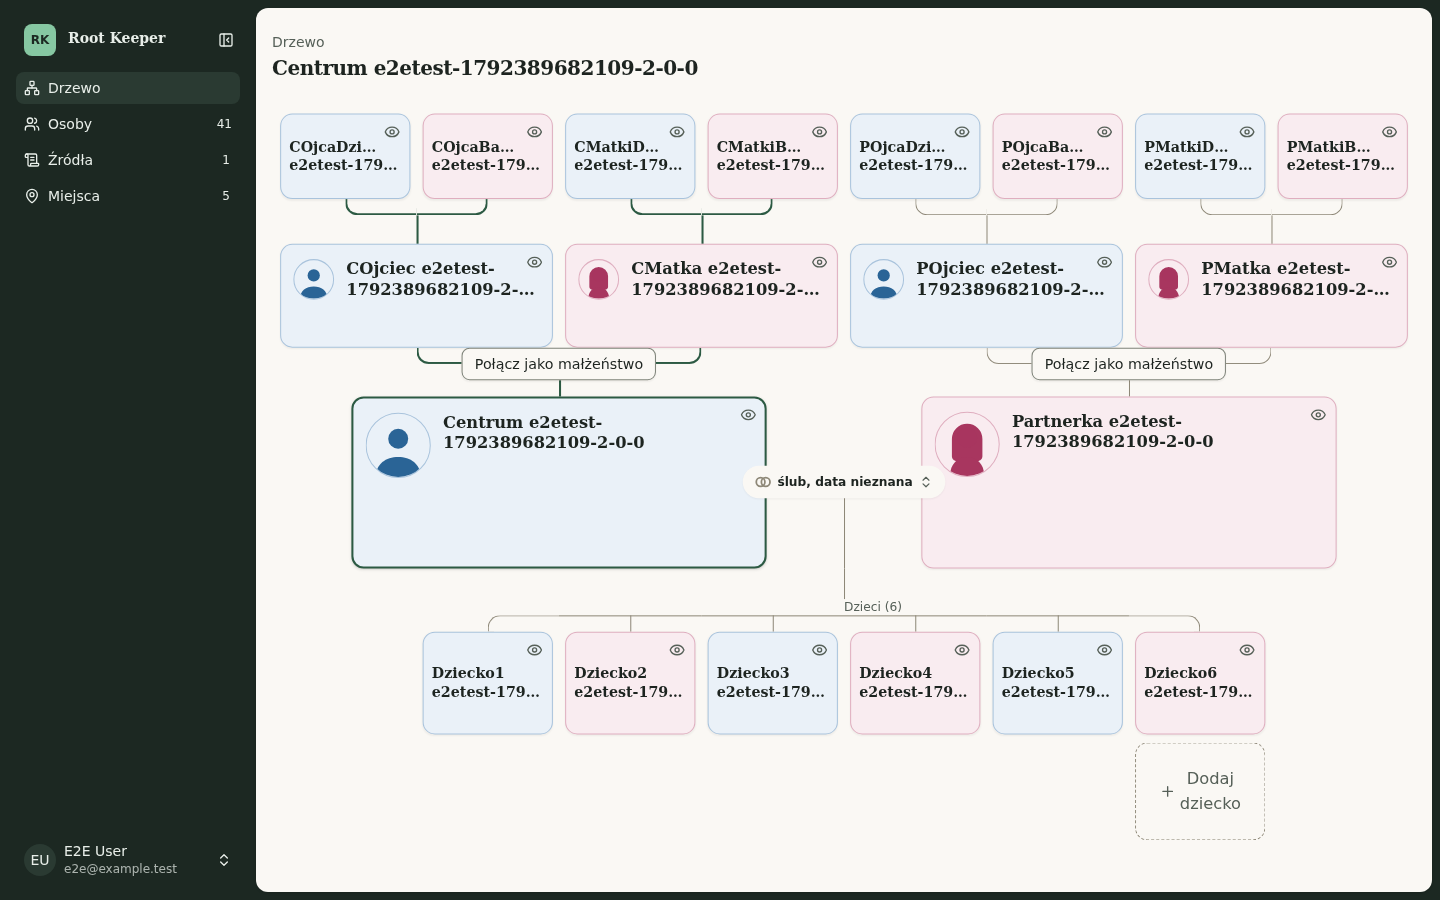 RK Root Keeper
Drzewo
Osoby 41
Źródła 1
Miejsca 5
EU E2E User
e2e@example.test
Drzewo
Centrum e2etest-1792389682109-2-0-0
COjcaDzi...
e2etest-179...
COjcaBa...
e2etest-179...
CMatkiD...
e2etest-179...
CMatkiB...
e2etest-179...
POjcaDzi...
e2etest-179...
POjcaBa...
e2etest-179...
PMatkiD...
e2etest-179...
PMatkiB...
e2etest-179...
COjciec e2etest-
1792389682109-2-...
CMatka e2etest-
1792389682109-2-...
POjciec e2etest-
1792389682109-2-...
PMatka e2etest-
1792389682109-2-...
Połącz jako małżeństwo
Połącz jako małżeństwo
Centrum e2etest-
1792389682109-2-0-0
Partnerka e2etest-
1792389682109-2-0-0
ślub, data nieznana
Dzieci (6)
Dziecko1
e2etest-179...
Dziecko2
e2etest-179...
Dziecko3
e2etest-179...
Dziecko4
e2etest-179...
Dziecko5
e2etest-179...
Dziecko6
e2etest-179...
+ Dodaj
dziecko